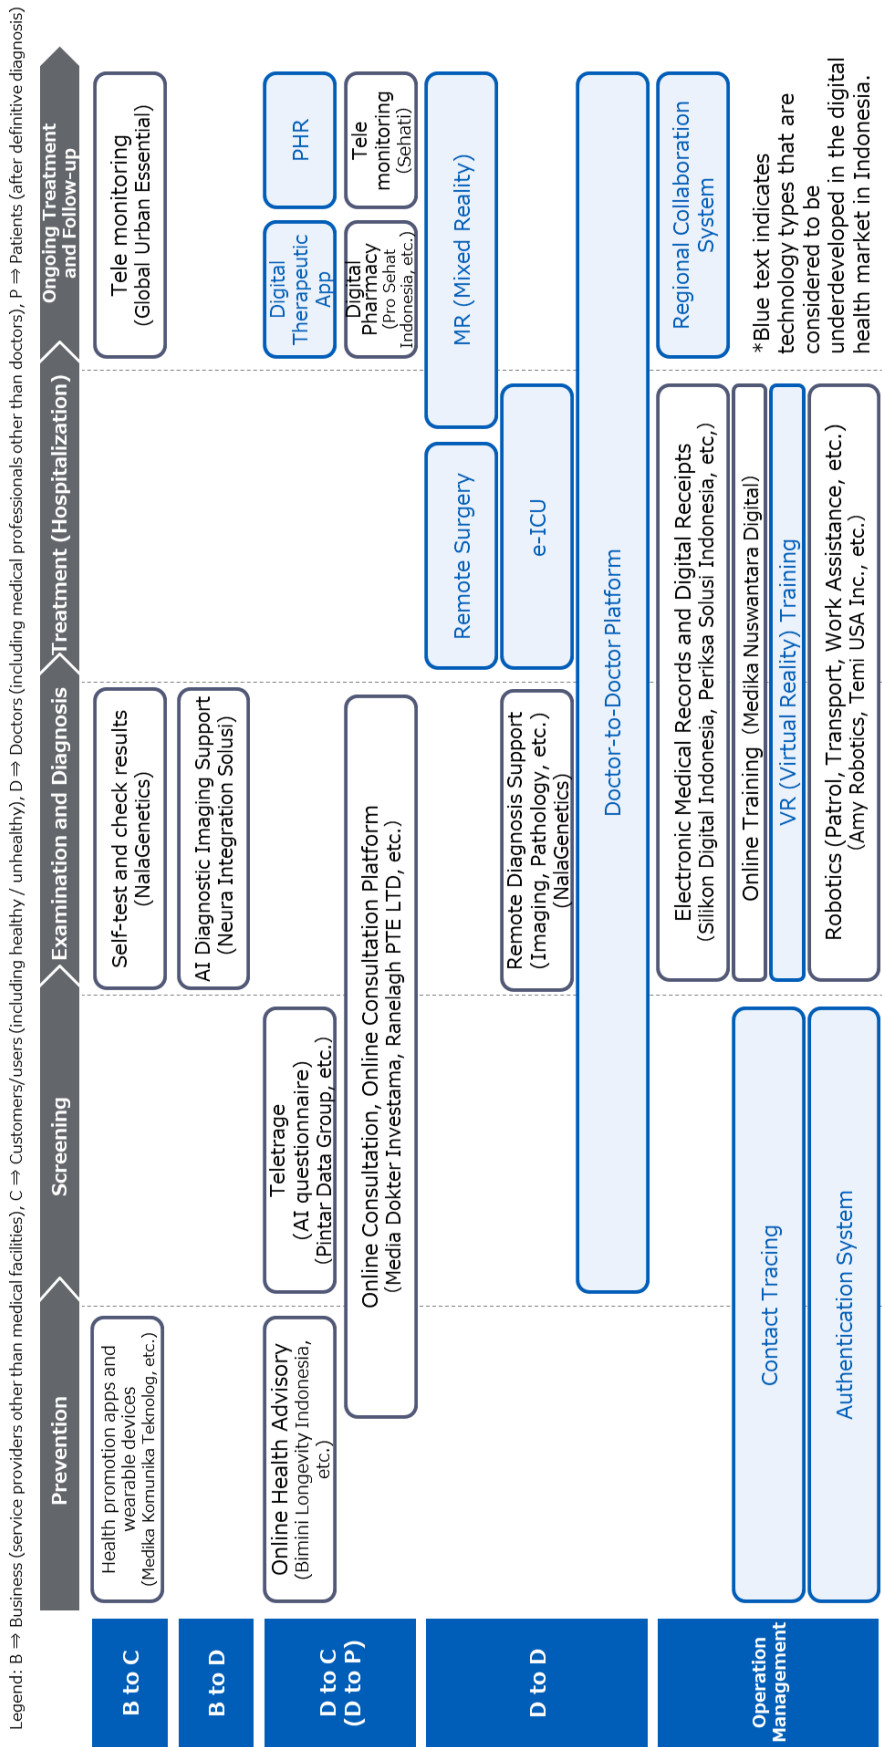 Legend: B ⇒ Business (service providers other than medical facilities), C ⇒ Customers/users (including healthy / unhealthy), D ⇒ Doctors (including medical professionals other than doctors), P ⇒ Patients (after definitive diagnosis)
Prevention
Screening
Examination and Diagnosis
Treatment (Hospitalization)
Ongoing Treatment
and Follow-up
B to C
Health promotion apps and
wearable devices
(Medika Komunika Teknolog, etc.)
Self-test and check results
(NalaGenetics)
Tele monitoring
(Global Urban Essential)
B to D
AI Diagnostic Imaging Support
(Neura Integration Solusi)
D to C
(D to P)
Online Health Advisory
(Bimini Longevity Indonesia,
etc.)
Teletrage
(AI questionnaire)
(Pintar Data Group, etc.)
Digital
Therapeutic
App
PHR
Online Consultation, Online Consultation Platform
(Media Dokter Investama, Ranelagh PTE LTD, etc.)
Digital
Pharmacy
(Pro Sehat
Indonesia, etc.)
Tele
monitoring
(Sehati)
D to D
Remote Surgery
MR (Mixed Reality)
Remote Diagnosis Support
(Imaging, Pathology, etc.)
(NalaGenetics)
e-ICU
Doctor-to-Doctor Platform
Operation
Management
Electronic Medical Records and Digital Receipts
(Silikon Digital Indonesia, Periksa Solusi Indonesia, etc,)
Regional Collaboration
System
Contact Tracing
Online Training (Medika Nuswantara Digital)
VR (Virtual Reality) Training
Authentication System
Robotics (Patrol, Transport, Work Assistance, etc.)
(Amy Robotics, Temi USA Inc., etc.)
*Blue text indicates
technology types that are
considered to be
underdeveloped in the digital
health market in Indonesia.